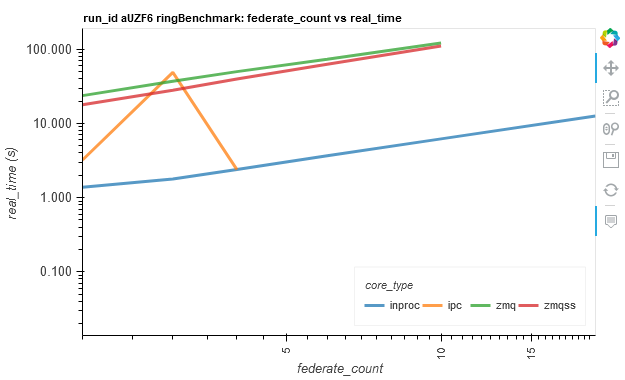 run_id aUZF6 ringBenchmark: federate_count vs real_time
100.000
10.000
1.000
0.100
real_time (s)
core_type
inproc
ipc
zmq
zmqss
5
10
15
federate_count